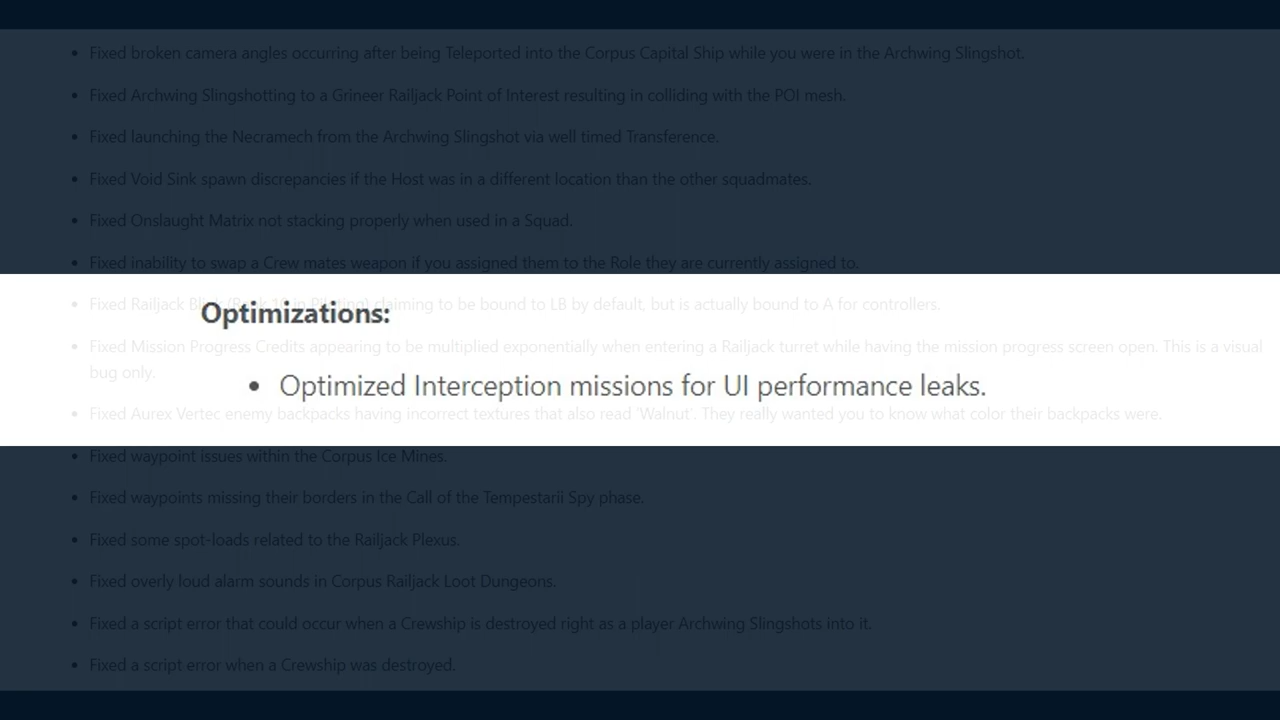 • Fixed broken camera angles occurring after being Teleported into the Corpus Capital Ship while you were in the Archwing Slingshot.
• Fixed Archwing Slingshotting to a Grineer Railjack Point of Interest resulting in colliding with the POI mesh.
• Fixed launching the Necramech from the Archwing Slingshot via well timed Transference.
• Fixed Void Sink spawn discrepancies if the Host was in a different location than the other squadmates.
• Fixed Onslaught Matrix not stacking properly when used in a Squad.
• Fixed inability to swap a Crew mates weapon if you assigned them to the Role they are currently assigned to.
• Fixed Railjack claiming to be bound to LB by default, but is actually bound to A for controllers.
Optimizations:
• Fixed Mission Progress Credits appearing to be multiplied exponentially when entering a Railjack turret while having the mission progress screen open. This is a visual
bug only.
• Optimized Interception missions for UI performance leaks.
• Fixed Aurex Vertec enemy backpacks having incorrect textures that also read 'Walnut'. They really wanted you to know what color their backpacks were.
• Fixed waypoint issues within the Corpus Ice Mines.
• Fixed waypoints missing their borders in the Call of the Tempestarii Spy phase.
• Fixed some spot-loads related to the Railjack Plexus.
• Fixed overly loud alarm sounds in Corpus Railjack Loot Dungeons.
• Fixed a script error that could occur when a Crewship is destroyed right as a player Archwing Slingshots into it.
• Fixed a script error when a Crewship was destroyed.